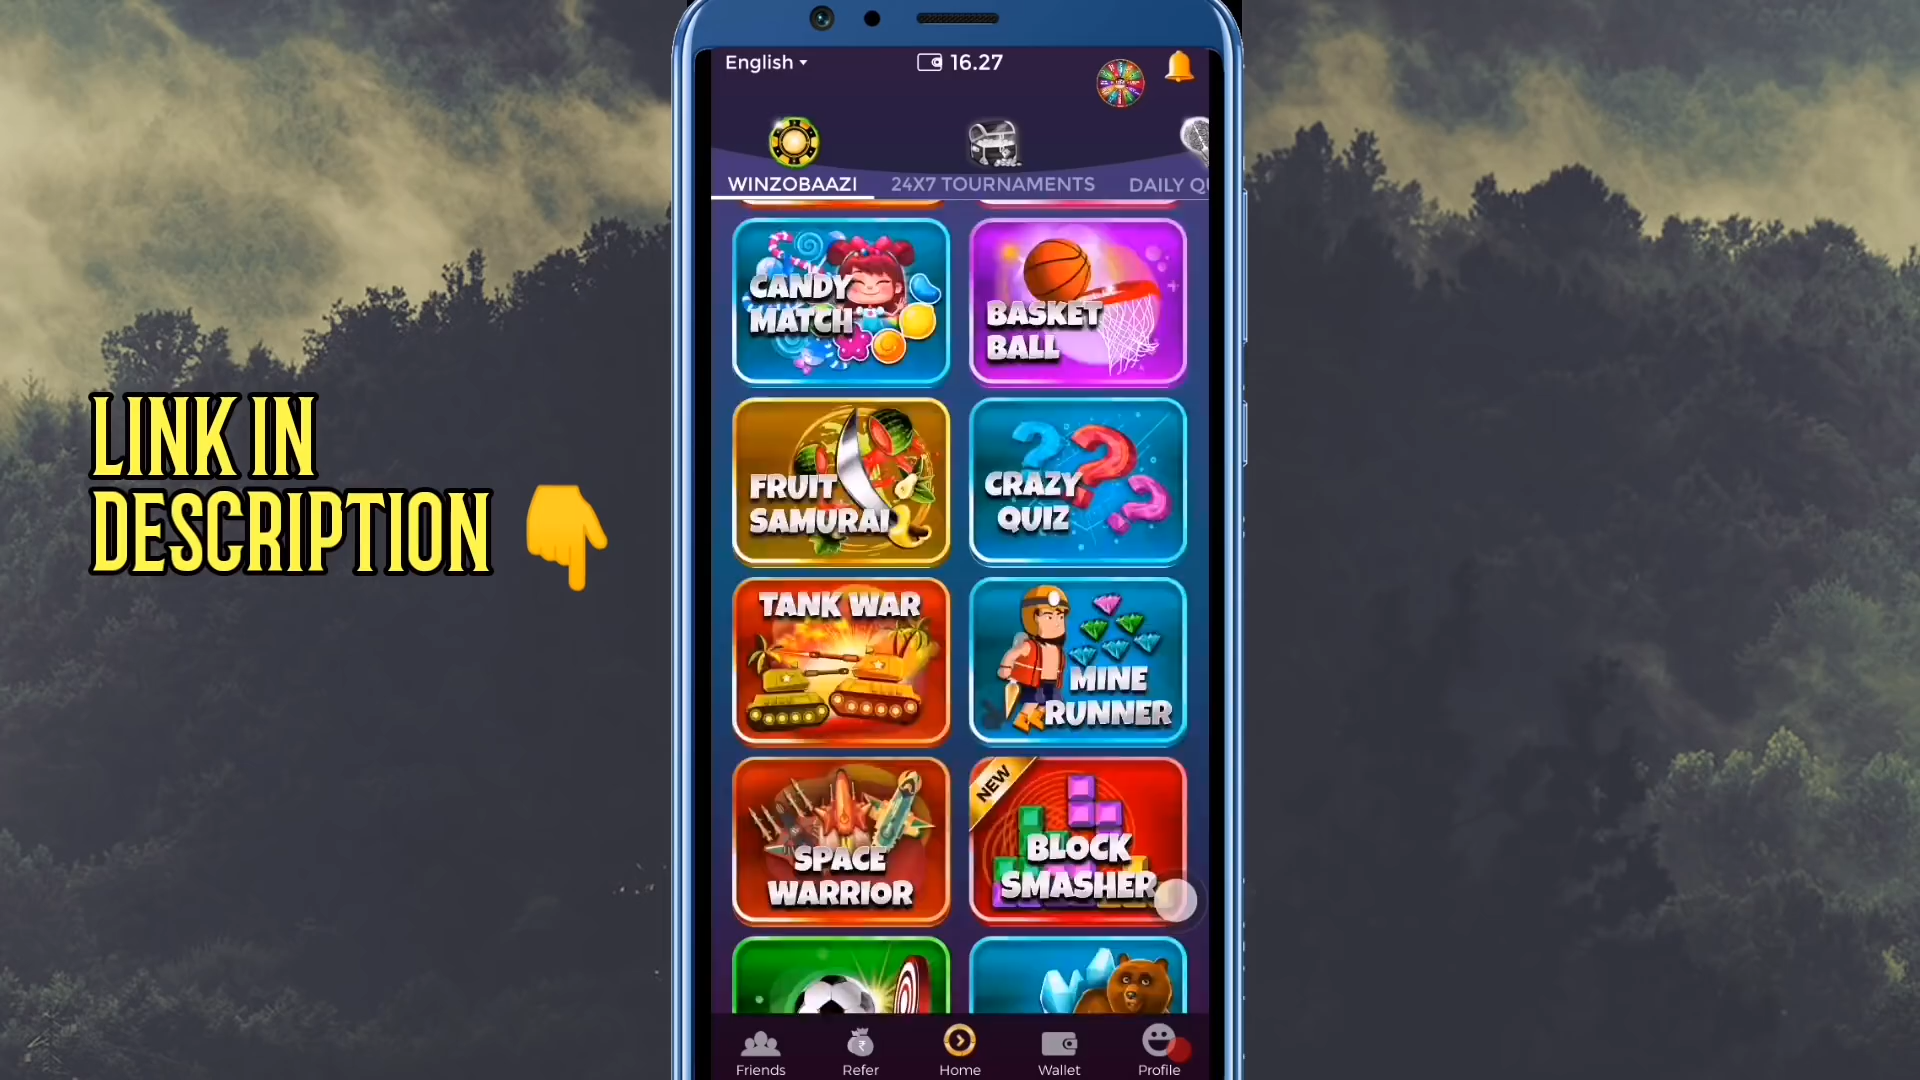 English
16.27
WINZOBAAZI
24X7 TOURNAMENTS
DAILY QU
CANDY
MATCH
BASKET
BALL
LINK IN
DESCRIPTION
FRUIT
SAMURAI
CRAZY
QUIZ
TANK WAR
MINE
RUNNER
SPACE
WARRIOR
NEW
BLOCK
SMASHER
Friends
Refer
Home
Wallet
Profile